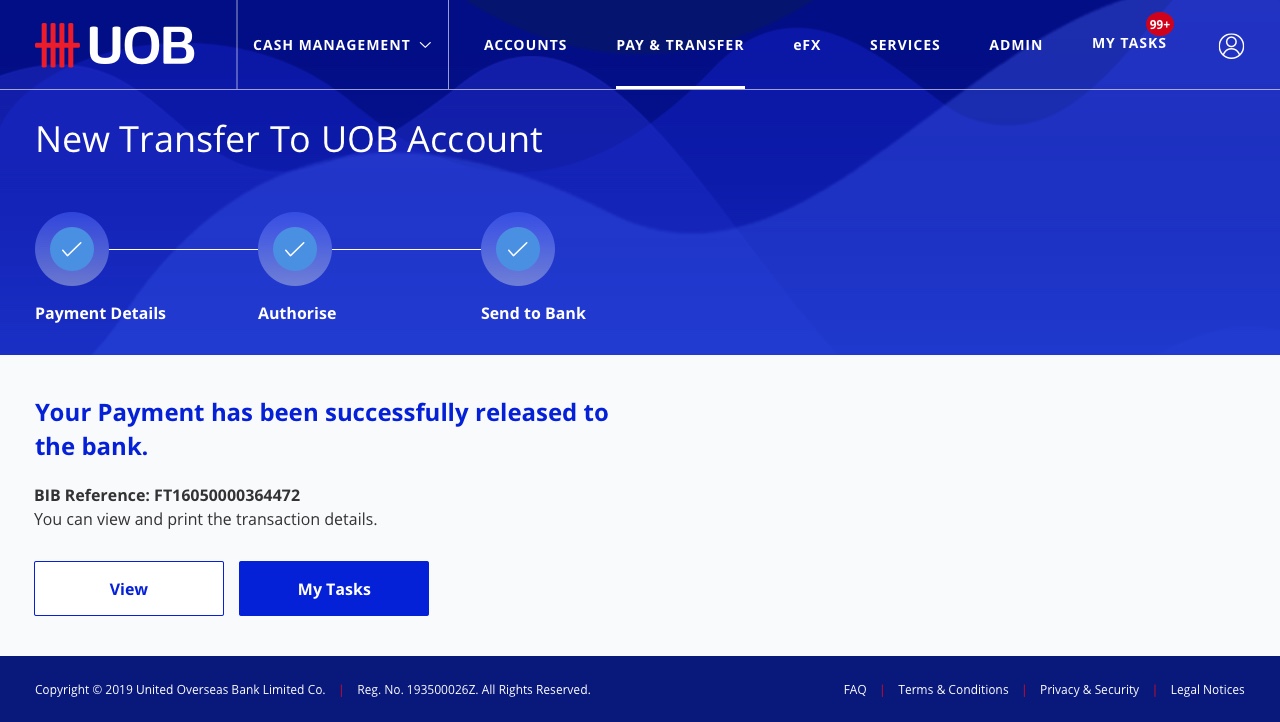 UOB
CASH MANAGEMENT
ACCOUNTS
PAY & TRANSFER
eFX
SERVICES
ADMIN
MY TASKS
99+
New Transfer To UOB Account
Payment Details
Authorise
Send to Bank
Your Payment has been successfully released to
the bank.
BIB Reference: FT16050000364472
You can view and print the transaction details.
View
My Tasks
Copyright © 2019 United Overseas Bank Limited Co. | Reg. No. 193500026Z. All Rights Reserved.
FAQ | Terms & Conditions | Privacy & Security | Legal Notices